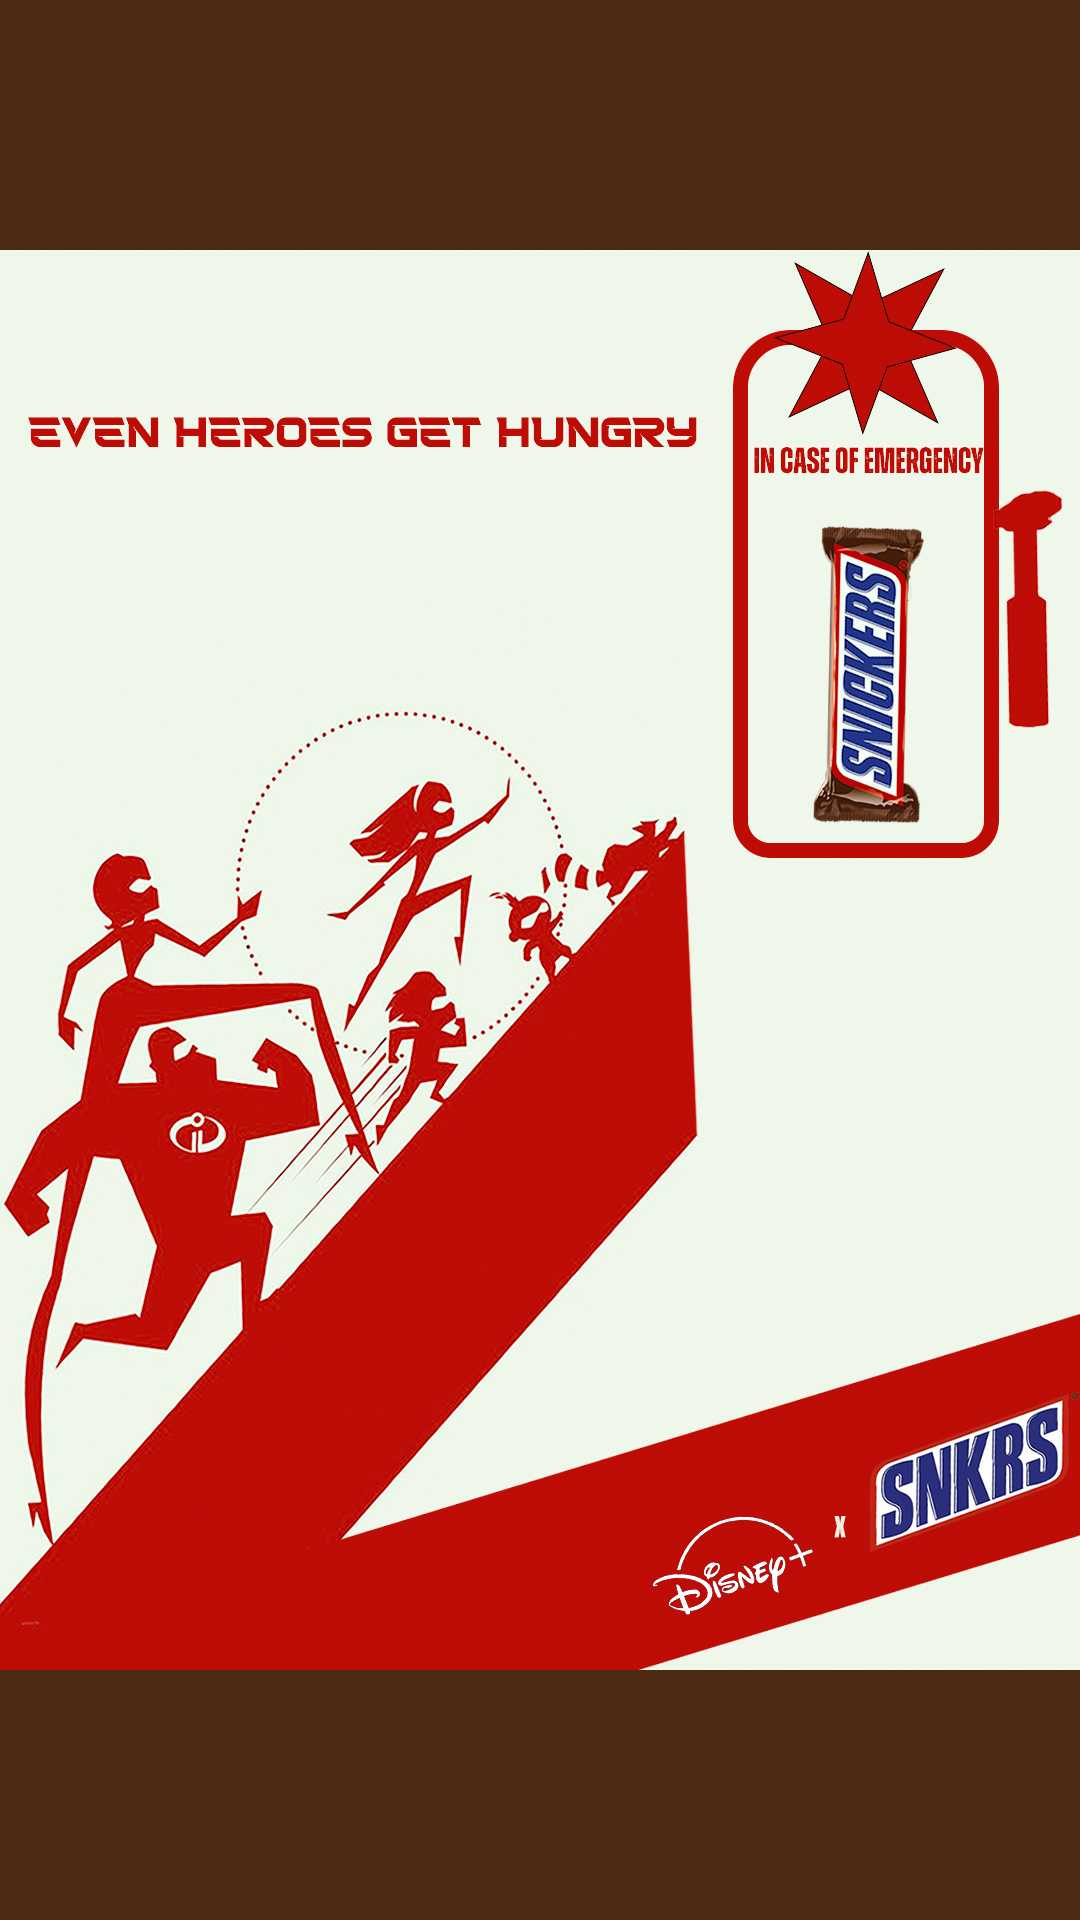 EVEN HEROES GET HUNGRY
IN CASE OF EMERGENCY
SNICKERS
Disney+ X SNKRS